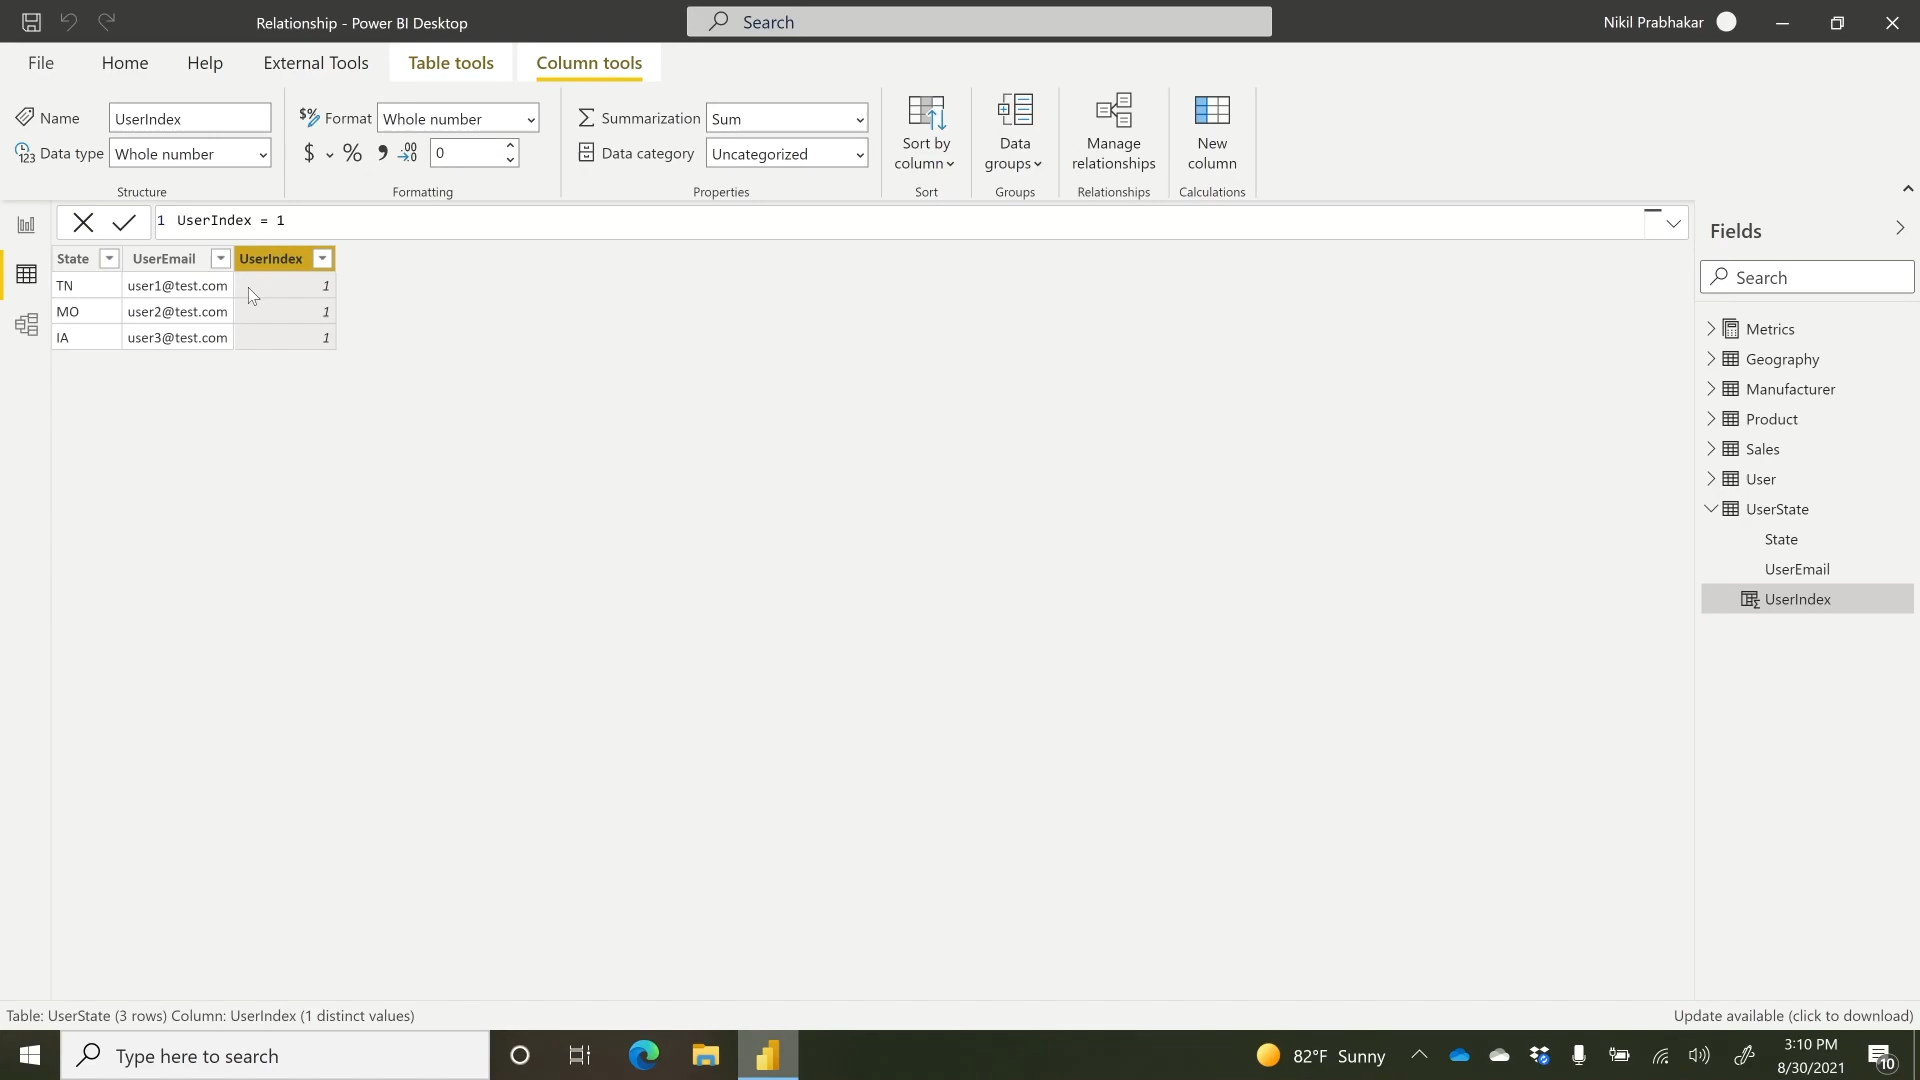 Relationship - Power BI Desktop
Search
Nikil Prabhakar
File Home Help External Tools Table tools Column tools
Name UserIndex
Data type Whole number
Structure
Format Whole number
$ % 0
Formatting
Summarization Sum
Data category Uncategorized
Properties
Sort by
column
Sort
Data
groups
Groups
Manage
relationships
Relationships
New
column
Calculations
1 UserIndex = 1
State UserEmail UserIndex
TN user1@test.com 1
MO user2@test.com 1
IA user3@test.com 1
Fields
Search
Metrics
Geography
Manufacturer
Product
Sales
User
UserState
State
UserEmail
UserIndex
Table: UserState (3 rows) Column: UserIndex (1 distinct values)
Update available (click to download)
Type here to search
82°F Sunny
3:10 PM
8/30/2021
10